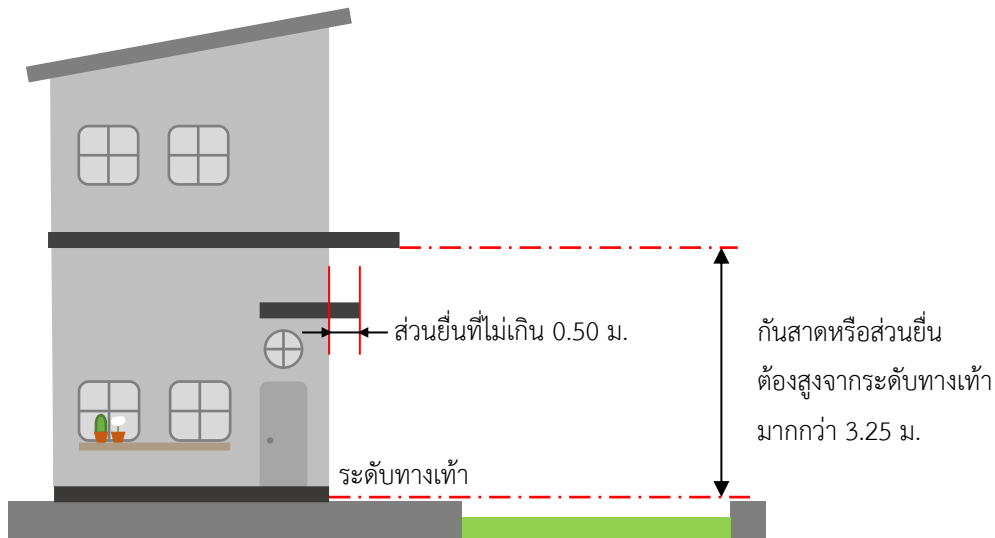 ส่วนยื่นที่ไม่เกิน 0.50 ม.
กันสาดหรือส่วนยื่น
ต้องสูงจากระดับทางเท้า
มากกว่า 3.25 ม.
ระดับทางเท้า